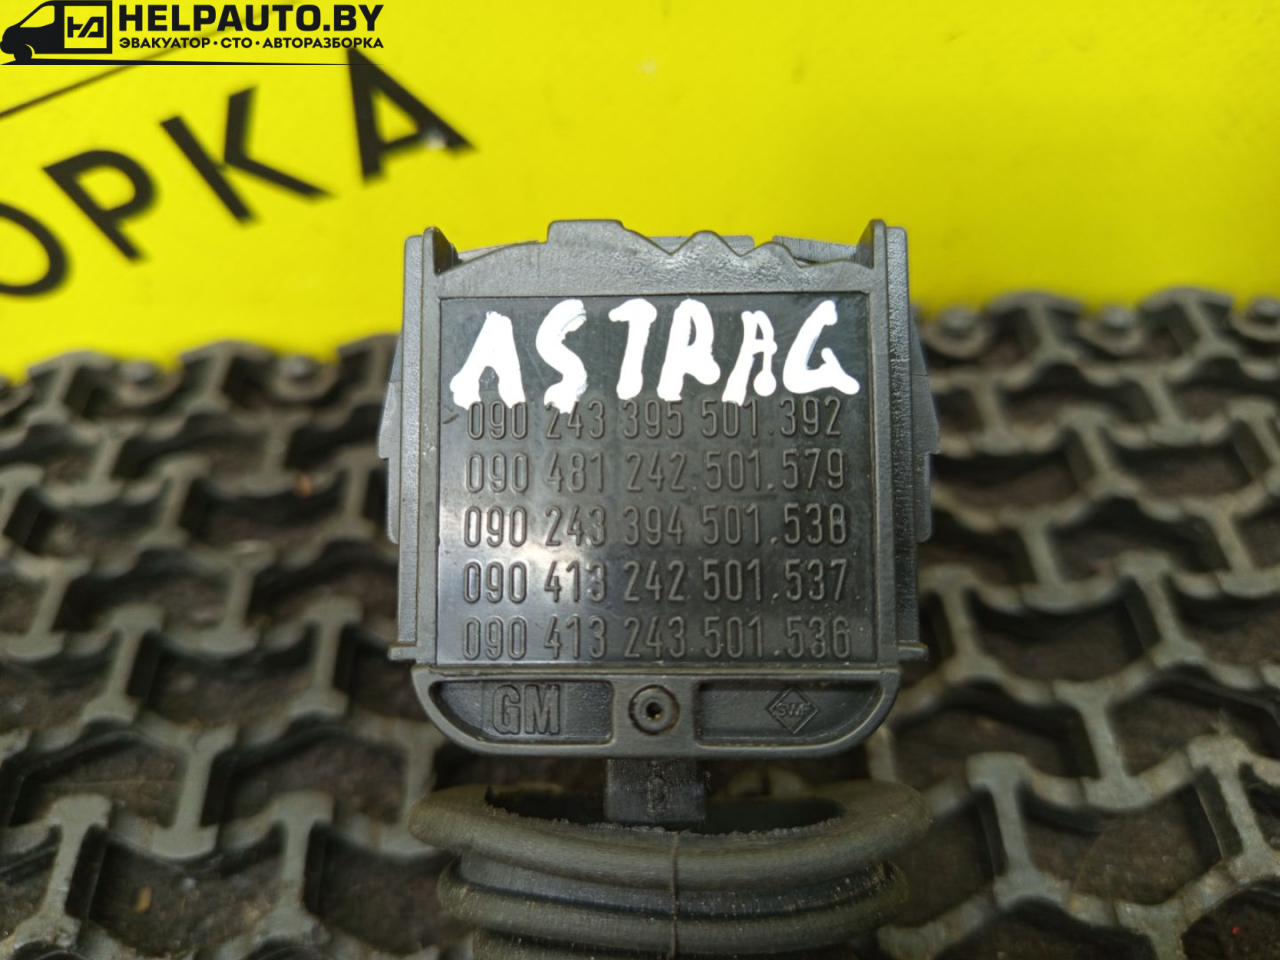 HELPAUTO.BY
ЭВАКУАТОР · СТО · АВТОРАЗБОРКА
ОРКА
ASTRA G
090 243 395 501.392
090 481 242 501.579
090 243 394 501.538
090 413 242 501.537
090 413 243 501.536
GM
SWF